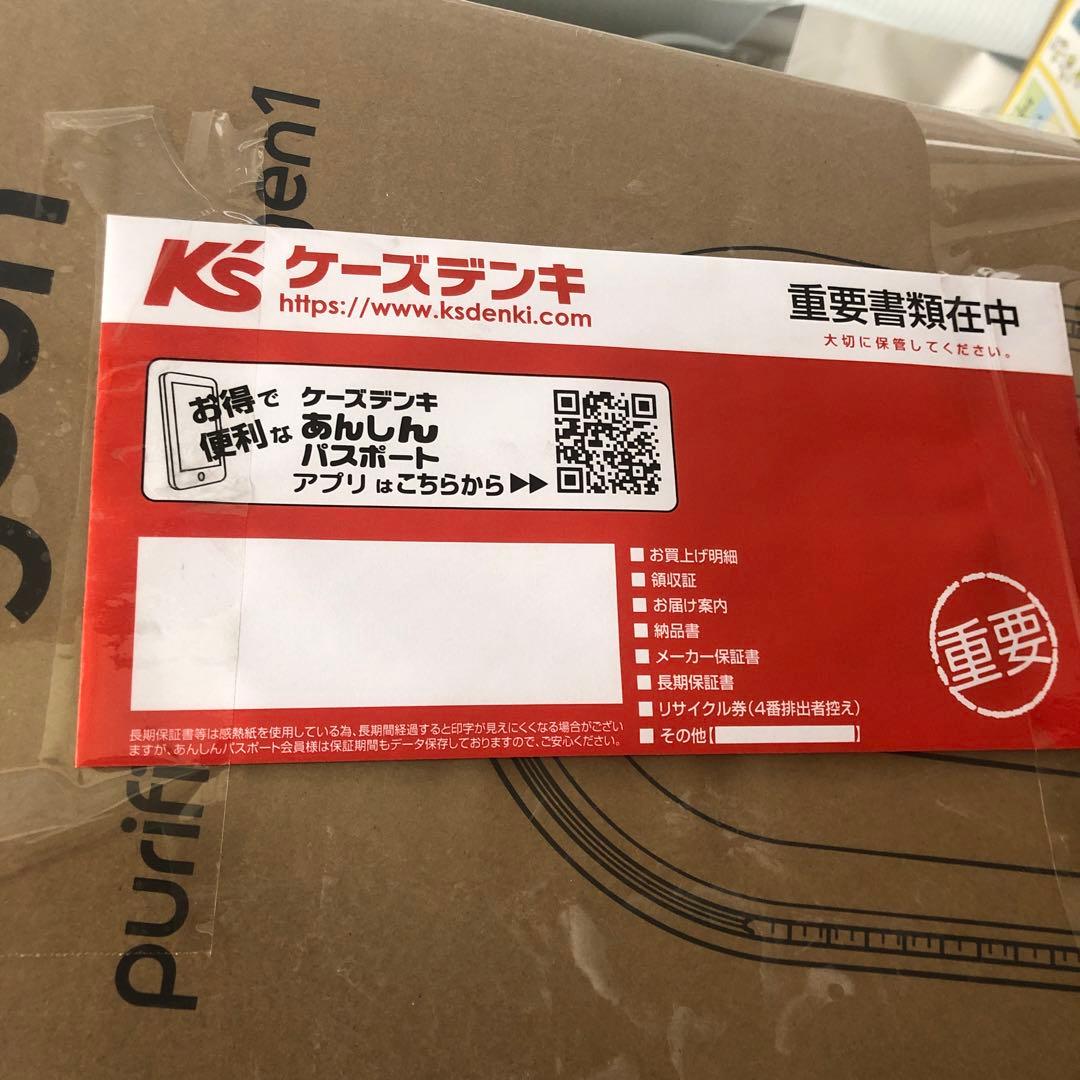 K's ケーズデンキ
https://www.ksdenki.com
重要書類在中
大切に保管してください。
お得で
便利な
ケーズデンキ
あんしん
パスポート
アプリはこちらから▶▶
■ お買上げ明細
■ 領収証
■ お届け案内
■ 納品書
■ メーカー保証書
■ 長期保証書
■ リサイクル券(4番排出者控え)
■ その他【 】
重要
長期保証書等は感熱紙を使用している為、長期間経過すると印字が見えにくくなる場合がござい
ますが、あんしんパスポート会員様は保証期間もデータ保存しておりますので、ご安心ください。
purifi
en1